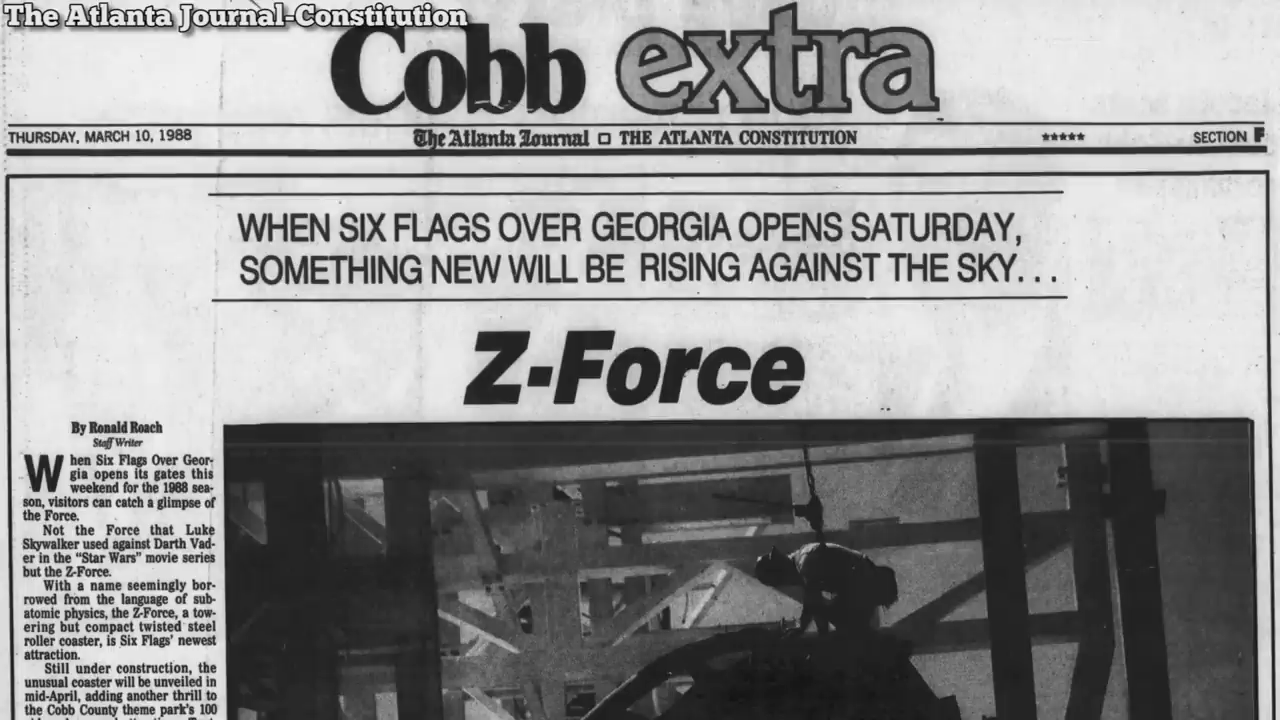 The Atlanta Journal-Constitution
Cobb extra
THURSDAY, MARCH 10, 1988
The Atlanta Journal □ THE ATLANTA CONSTITUTION
★★★★★
SECTION F
WHEN SIX FLAGS OVER GEORGIA OPENS SATURDAY,
SOMETHING NEW WILL BE RISING AGAINST THE SKY...
Z-Force
By Ronald Roach
Staff Writer
When Six Flags Over Geor-
gia opens its gates this
weekend for the 1988 sea-
son, visitors can catch a glimpse of
the Force.
Not the Force that Luke
Skywalker used against Darth Vad-
er in the “Star Wars” movie series
but the Z-Force.
With a name seemingly bor-
rowed from the language of sub-
atomic physics, the Z-Force, a tow-
ering but compact twisted steel
roller coaster, is Six Flags’ newest
attraction.
Still under construction, the
unusual coaster will be unveiled in
mid-April, adding another thrill to
the Cobb County theme park’s 100